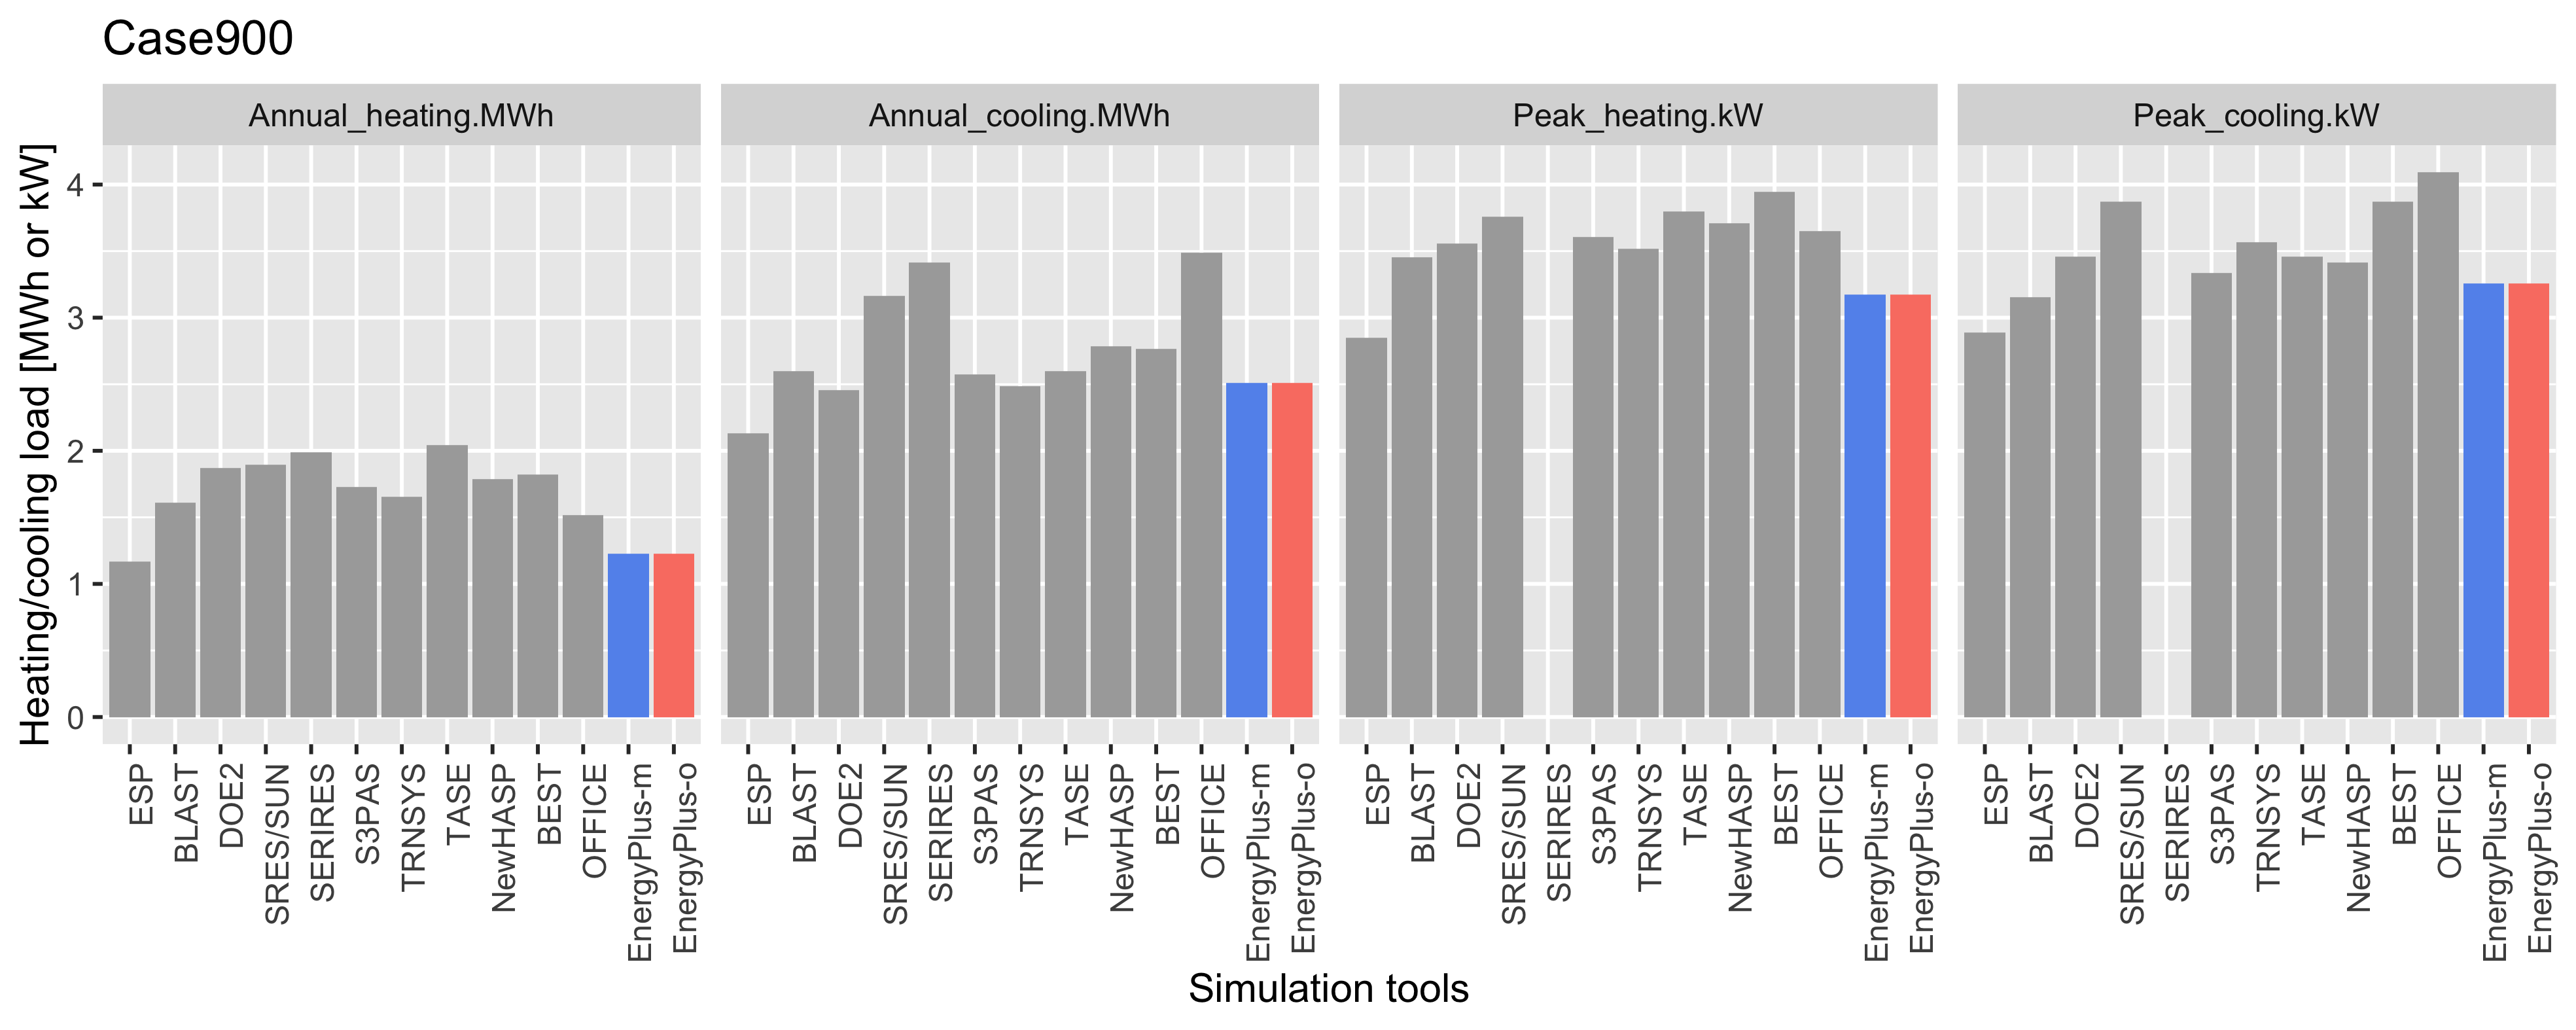 Case900
Annual_heating.MWh
Annual_cooling.MWh
Peak_heating.kW
Peak_cooling.kW
Heating/cooling load [MWh or kW]
4
3
2
1
0
ESP
BLAST
DOE2
SRES/SUN
SERIRES
S3PAS
TRNSYS
TASE
NewHASP
BEST
OFFICE
EnergyPlus-m
EnergyPlus-o
ESP
BLAST
DOE2
SRES/SUN
SERIRES
S3PAS
TRNSYS
TASE
NewHASP
BEST
OFFICE
EnergyPlus-m
EnergyPlus-o
ESP
BLAST
DOE2
SRES/SUN
SERIRES
S3PAS
TRNSYS
TASE
NewHASP
BEST
OFFICE
EnergyPlus-m
EnergyPlus-o
ESP
BLAST
DOE2
SRES/SUN
SERIRES
S3PAS
TRNSYS
TASE
NewHASP
BEST
OFFICE
EnergyPlus-m
EnergyPlus-o
Simulation tools